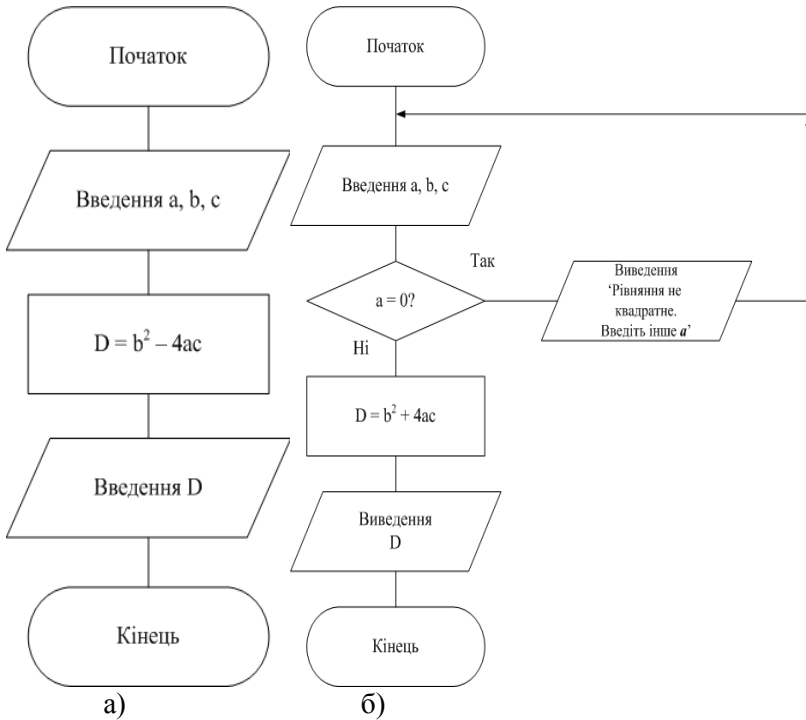 Початок
Введення a, b, c
D = b² – 4ac
Введення D
Кінець
а)
Початок
Введення a, b, c
a = 0?
Так
Виведення
‘Рівняння не
квадратне.
Введіть інше a’
Ні
D = b² + 4ac
Виведення
D
Кінець
б)